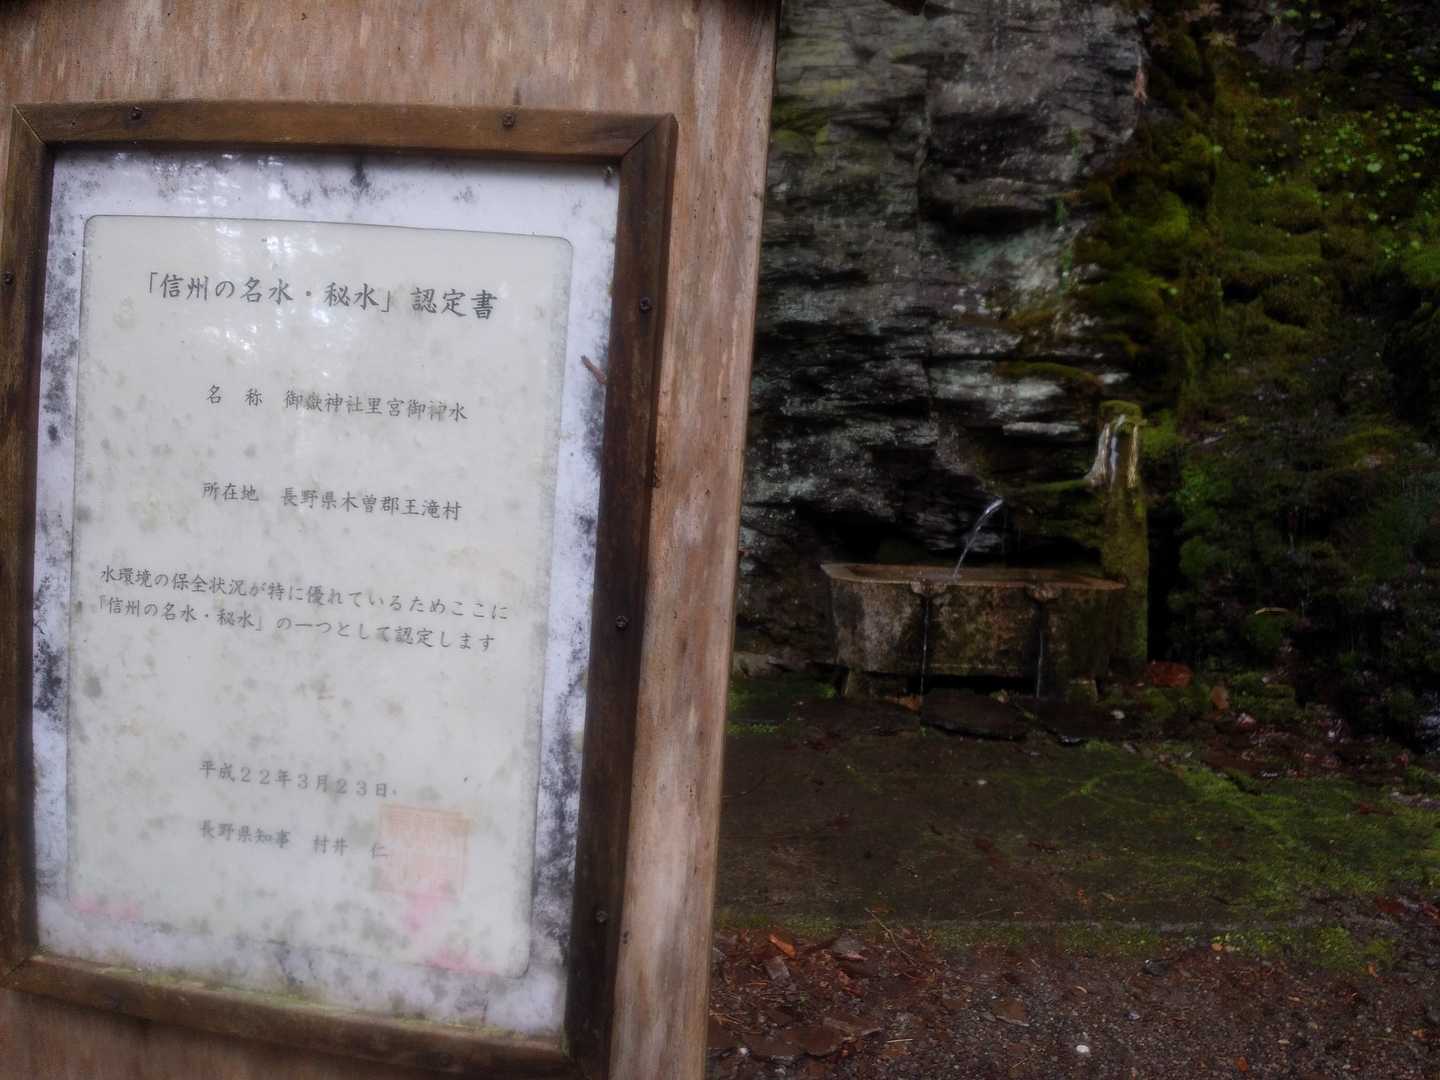 「信州の名水・秘水」認定書
名　称　御嶽神社里宮御神水
所在地　長野県木曽郡王滝村
水環境の保全状況が特に優れているためここに
「信州の名水・秘水」の一つとして認定します
平成２２年３月２３日
長野県知事　村井　仁